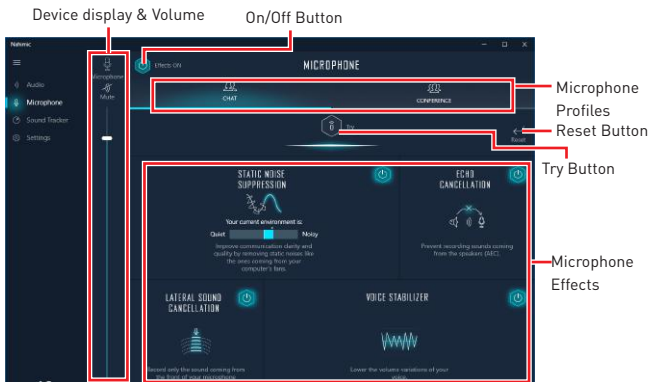 Device display & Volume
On/Off Button
Nahimic
Effects ON
MICROPHONE
Microphone
Mute
Audio
Microphone
Sound Tracker
Settings
CHAT
CONFERENCE
Try
Reset
Microphone
Profiles
Reset Button
Try Button
STATIC NOISE
SUPPRESSION
Your current environment is:
Quiet
Noisy
Improve communication clarity and
quality by removing static noises like
the ones coming from your
computer's fans.
ECHO
CANCELLATION
Prevent recording sounds coming
from the speakers (AEC).
Microphone
Effects
LATERAL SOUND
CANCELLATION
Record only the sound coming from
the front of your microphone
VOICE STABILIZER
Lower the volume variations of your
voice.